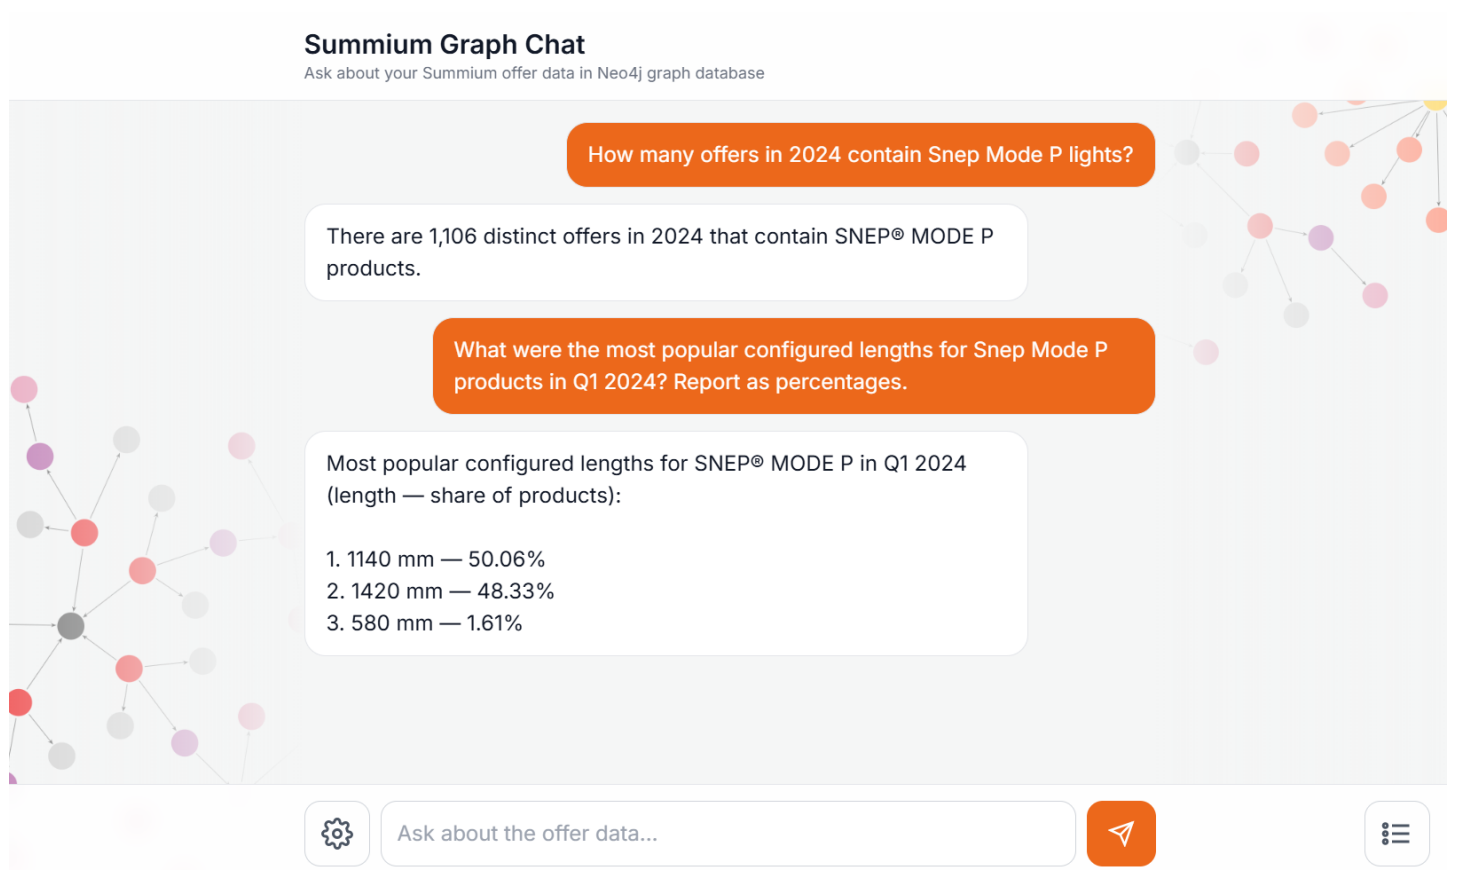 Summium Graph Chat
Ask about your Summium offer data in Neo4j graph database
How many offers in 2024 contain Snep Mode P lights?
There are 1,106 distinct offers in 2024 that contain SNEP® MODE P
products.
What were the most popular configured lengths for Snep Mode P
products in Q1 2024? Report as percentages.
Most popular configured lengths for SNEP® MODE P in Q1 2024
(length — share of products):
1. 1140 mm — 50.06%
2. 1420 mm — 48.33%
3. 580 mm — 1.61%
Ask about the offer data...